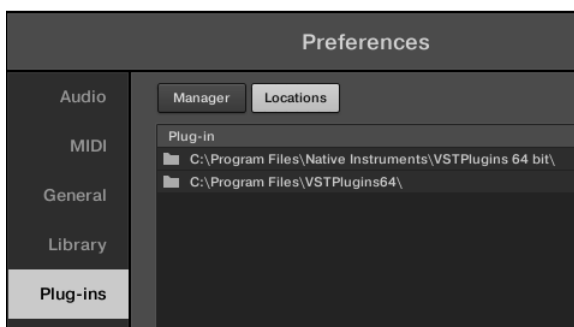 Preferences
Audio
Manager Locations
Plug-in
MIDI
C:\Program Files\Native Instruments\VSTPlugins 64 bit\
C:\Program Files\VSTPlugins64\
General
Library
Plug-ins